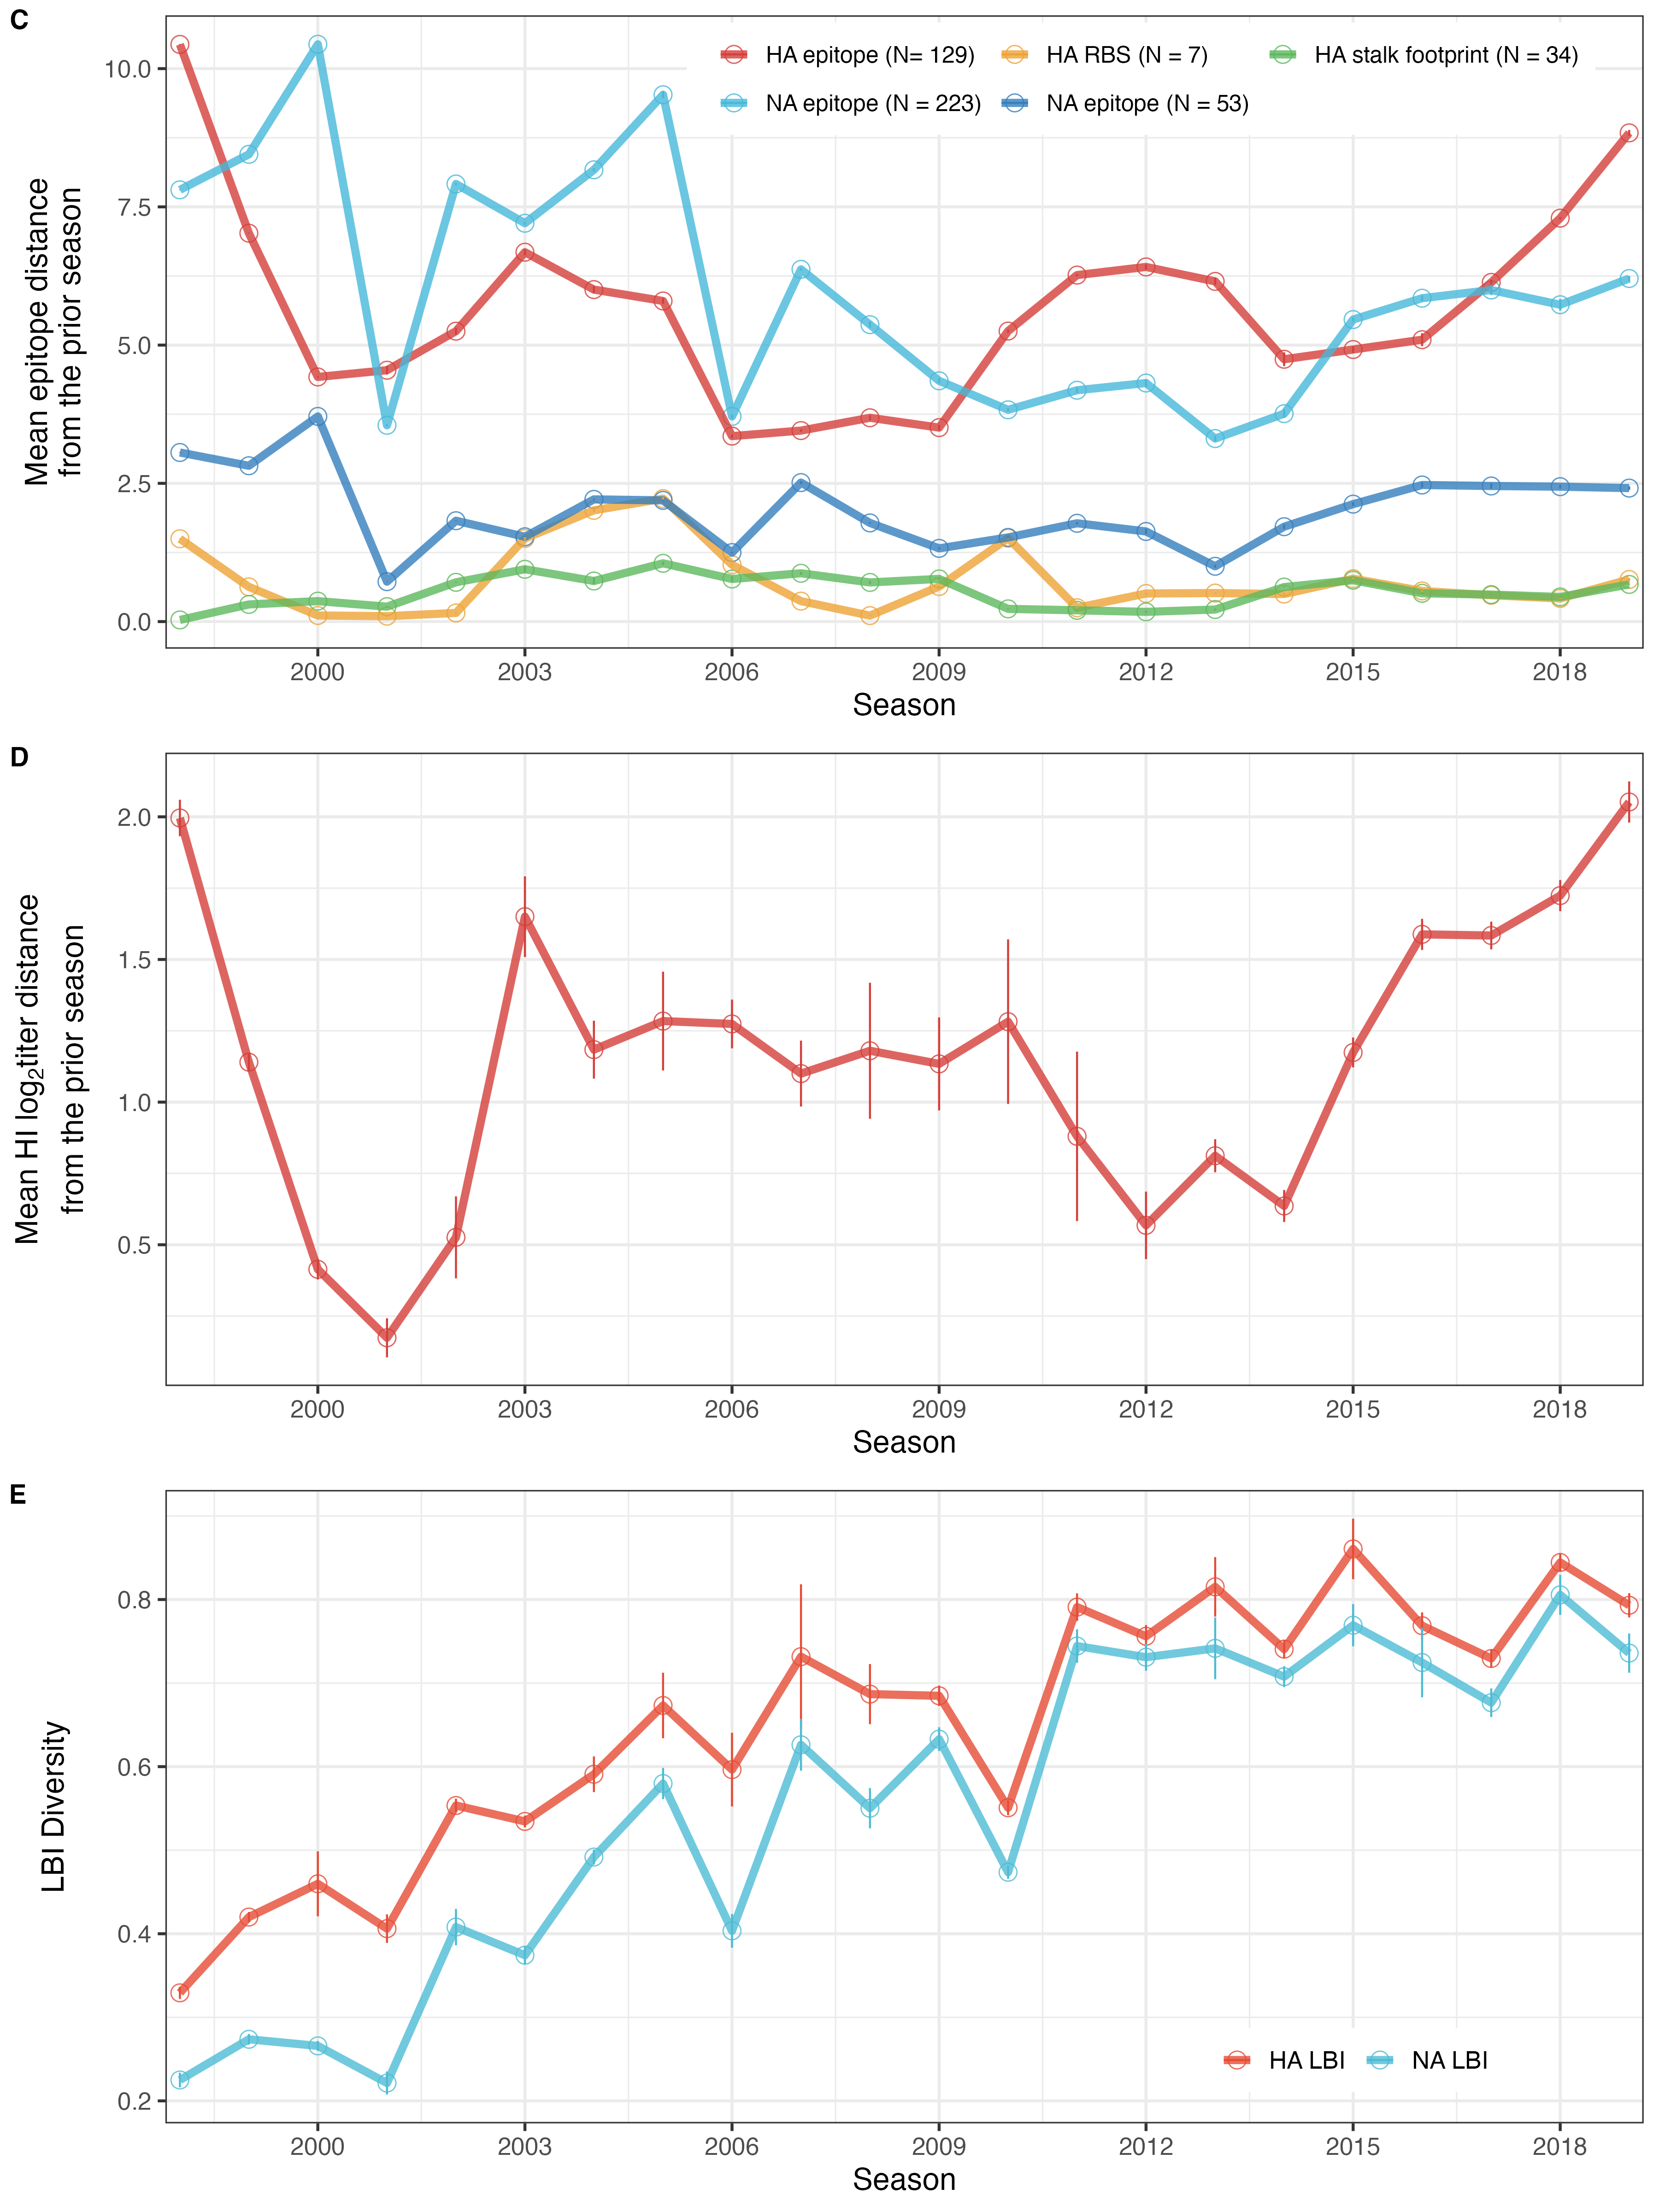 C
HA epitope (N= 129) HA RBS (N = 7) HA stalk footprint (N = 34)
NA epitope (N = 223) NA epitope (N = 53)
Mean epitope distance
from the prior season
10.0
7.5
5.0
2.5
0.0
2000 2003 2006 2009 2012 2015 2018
Season
D
Mean HI log₂titer distance
from the prior season
2.0
1.5
1.0
0.5
2000 2003 2006 2009 2012 2015 2018
Season
E
LBI Diversity
0.8
0.6
0.4
0.2
HA LBI NA LBI
2000 2003 2006 2009 2012 2015 2018
Season